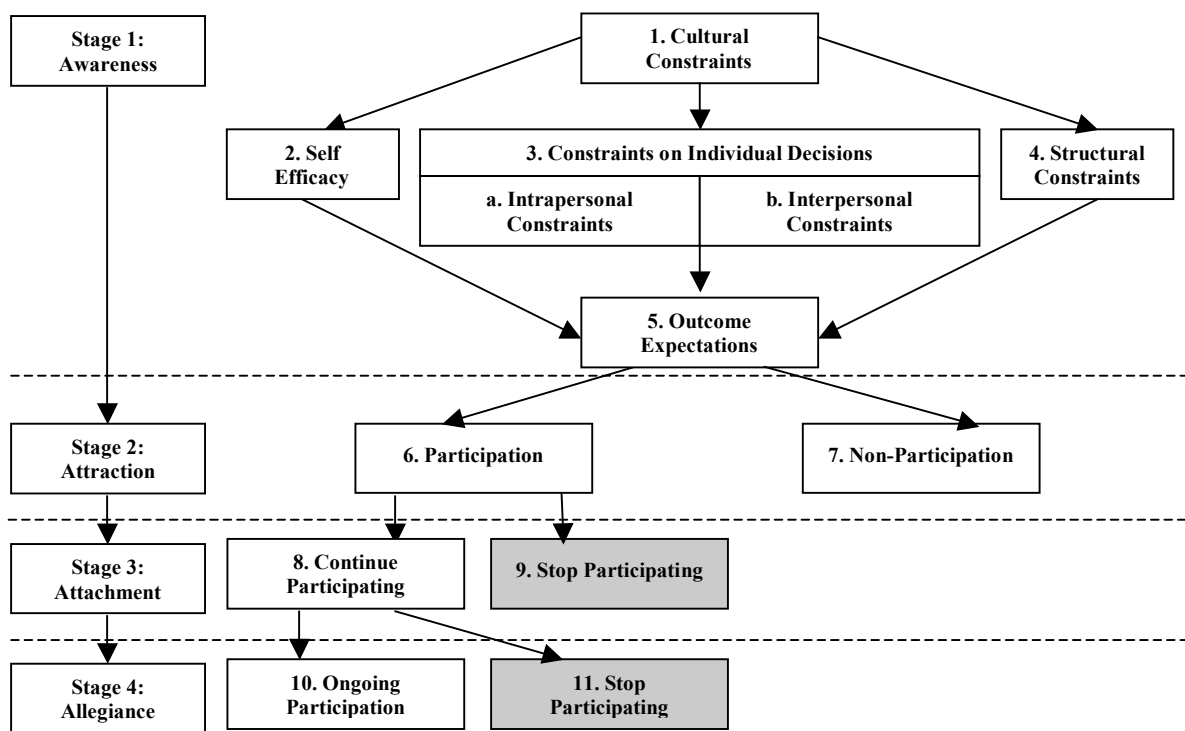 Stage 1:
Awareness
1. Cultural
Constraints
2. Self
Efficacy
3. Constraints on Individual Decisions
a. Intrapersonal
Constraints
b. Interpersonal
Constraints
4. Structural
Constraints
5. Outcome
Expectations
Stage 2:
Attraction
6. Participation
7. Non-Participation
Stage 3:
Attachment
8. Continue
Participating
9. Stop Participating
Stage 4:
Allegiance
10. Ongoing
Participation
11. Stop
Participating